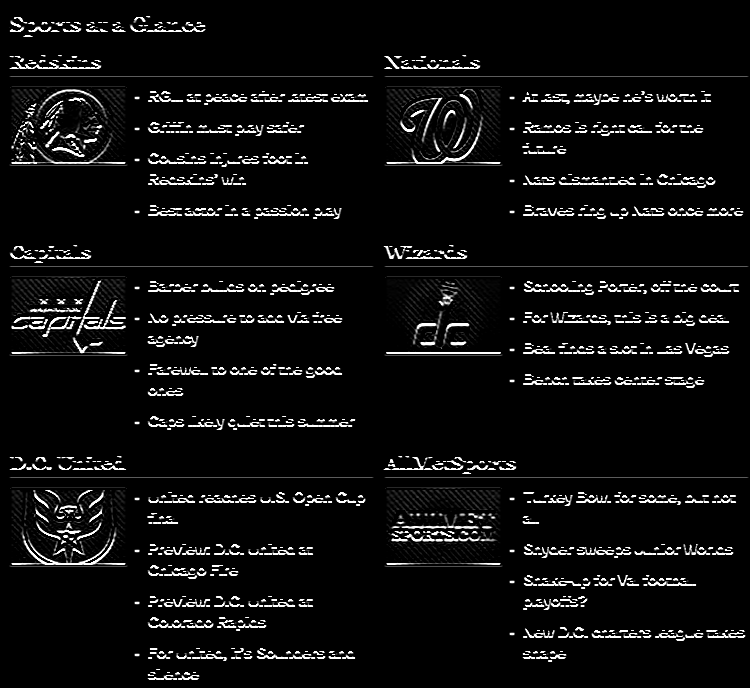 Sports at a Glance
Redskins
- RGIII at peace after latest exam
- Griffin must play safer
- Cousins injures foot in
Redskins' win
- Best actor in a passion play
Nationals
- At last, maybe he's worth it
- Ramos is right call for the
future
- Nats dismantled in Chicago
- Braves ring up Nats once more
Capitals
capitals
- Barber builds on pedigree
- No pressure to add via free
agency
- Farewell to one of the good
ones
- Caps likely quiet this summer
Wizards
dc
- Schooling Porter, off the court
- For Wizards, this is a big deal
- Beal finds a slot in Las Vegas
- Bench takes center stage
D.C. United
- United reaches U.S. Open Cup
final
- Preview: D.C. United at
Chicago Fire
- Preview: D.C. United at
Colorado Rapids
- For United, it's Sounders and
silence
AllMetSports
ALLMET
SPORTS.COM
- Turkey Bowl for some, but not
all
- Snyder sweeps Junior Worlds
- Shake-up for Va. football
playoffs?
- New D.C. charters league takes
shape